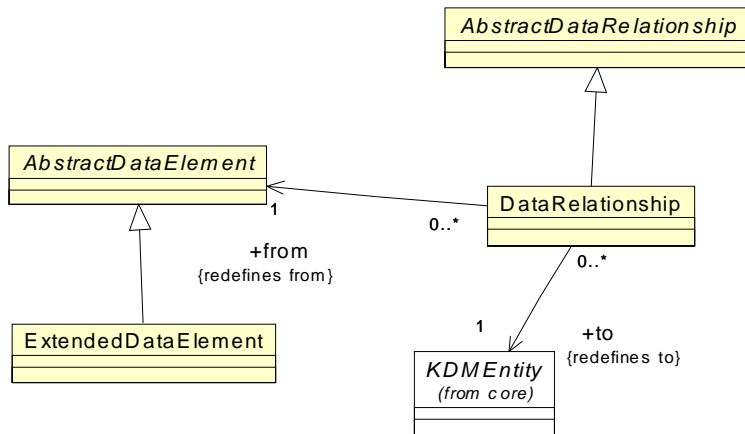 AbstractDataRelationship
AbstractDataElement
DataRelationship
1
0..*
+from
{redefines from}
0..*
ExtendedDataElement
1
+to
{redefines to}
KDMEntity
(from core)